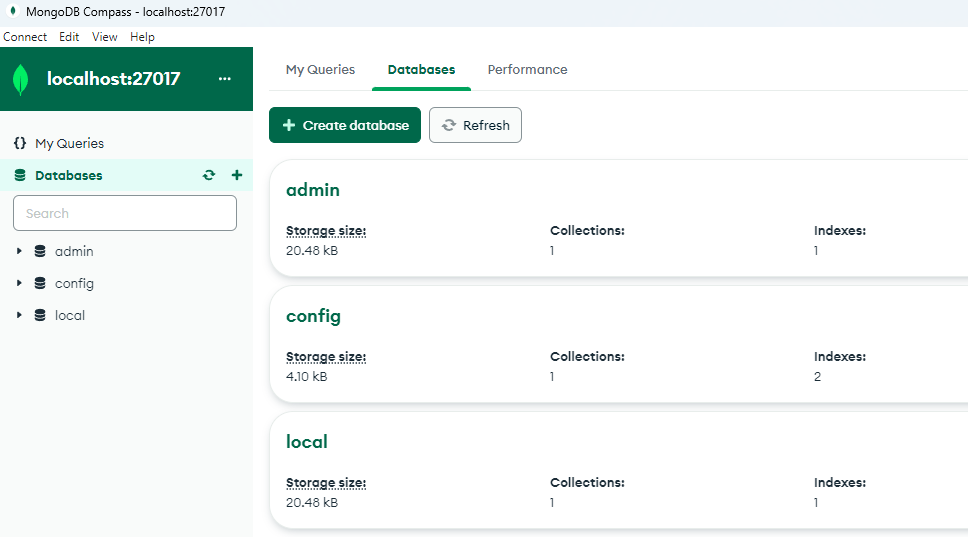 MongoDB Compass - localhost:27017
Connect Edit View Help
localhost:27017 ...
My Queries
Databases
Search
admin
config
local
My Queries Databases Performance
+ Create database Refresh
admin
Storage size: Collections: Indexes:
20.48 kB 1 1
config
Storage size: Collections: Indexes:
4.10 kB 1 2
local
Storage size: Collections: Indexes:
20.48 kB 1 1